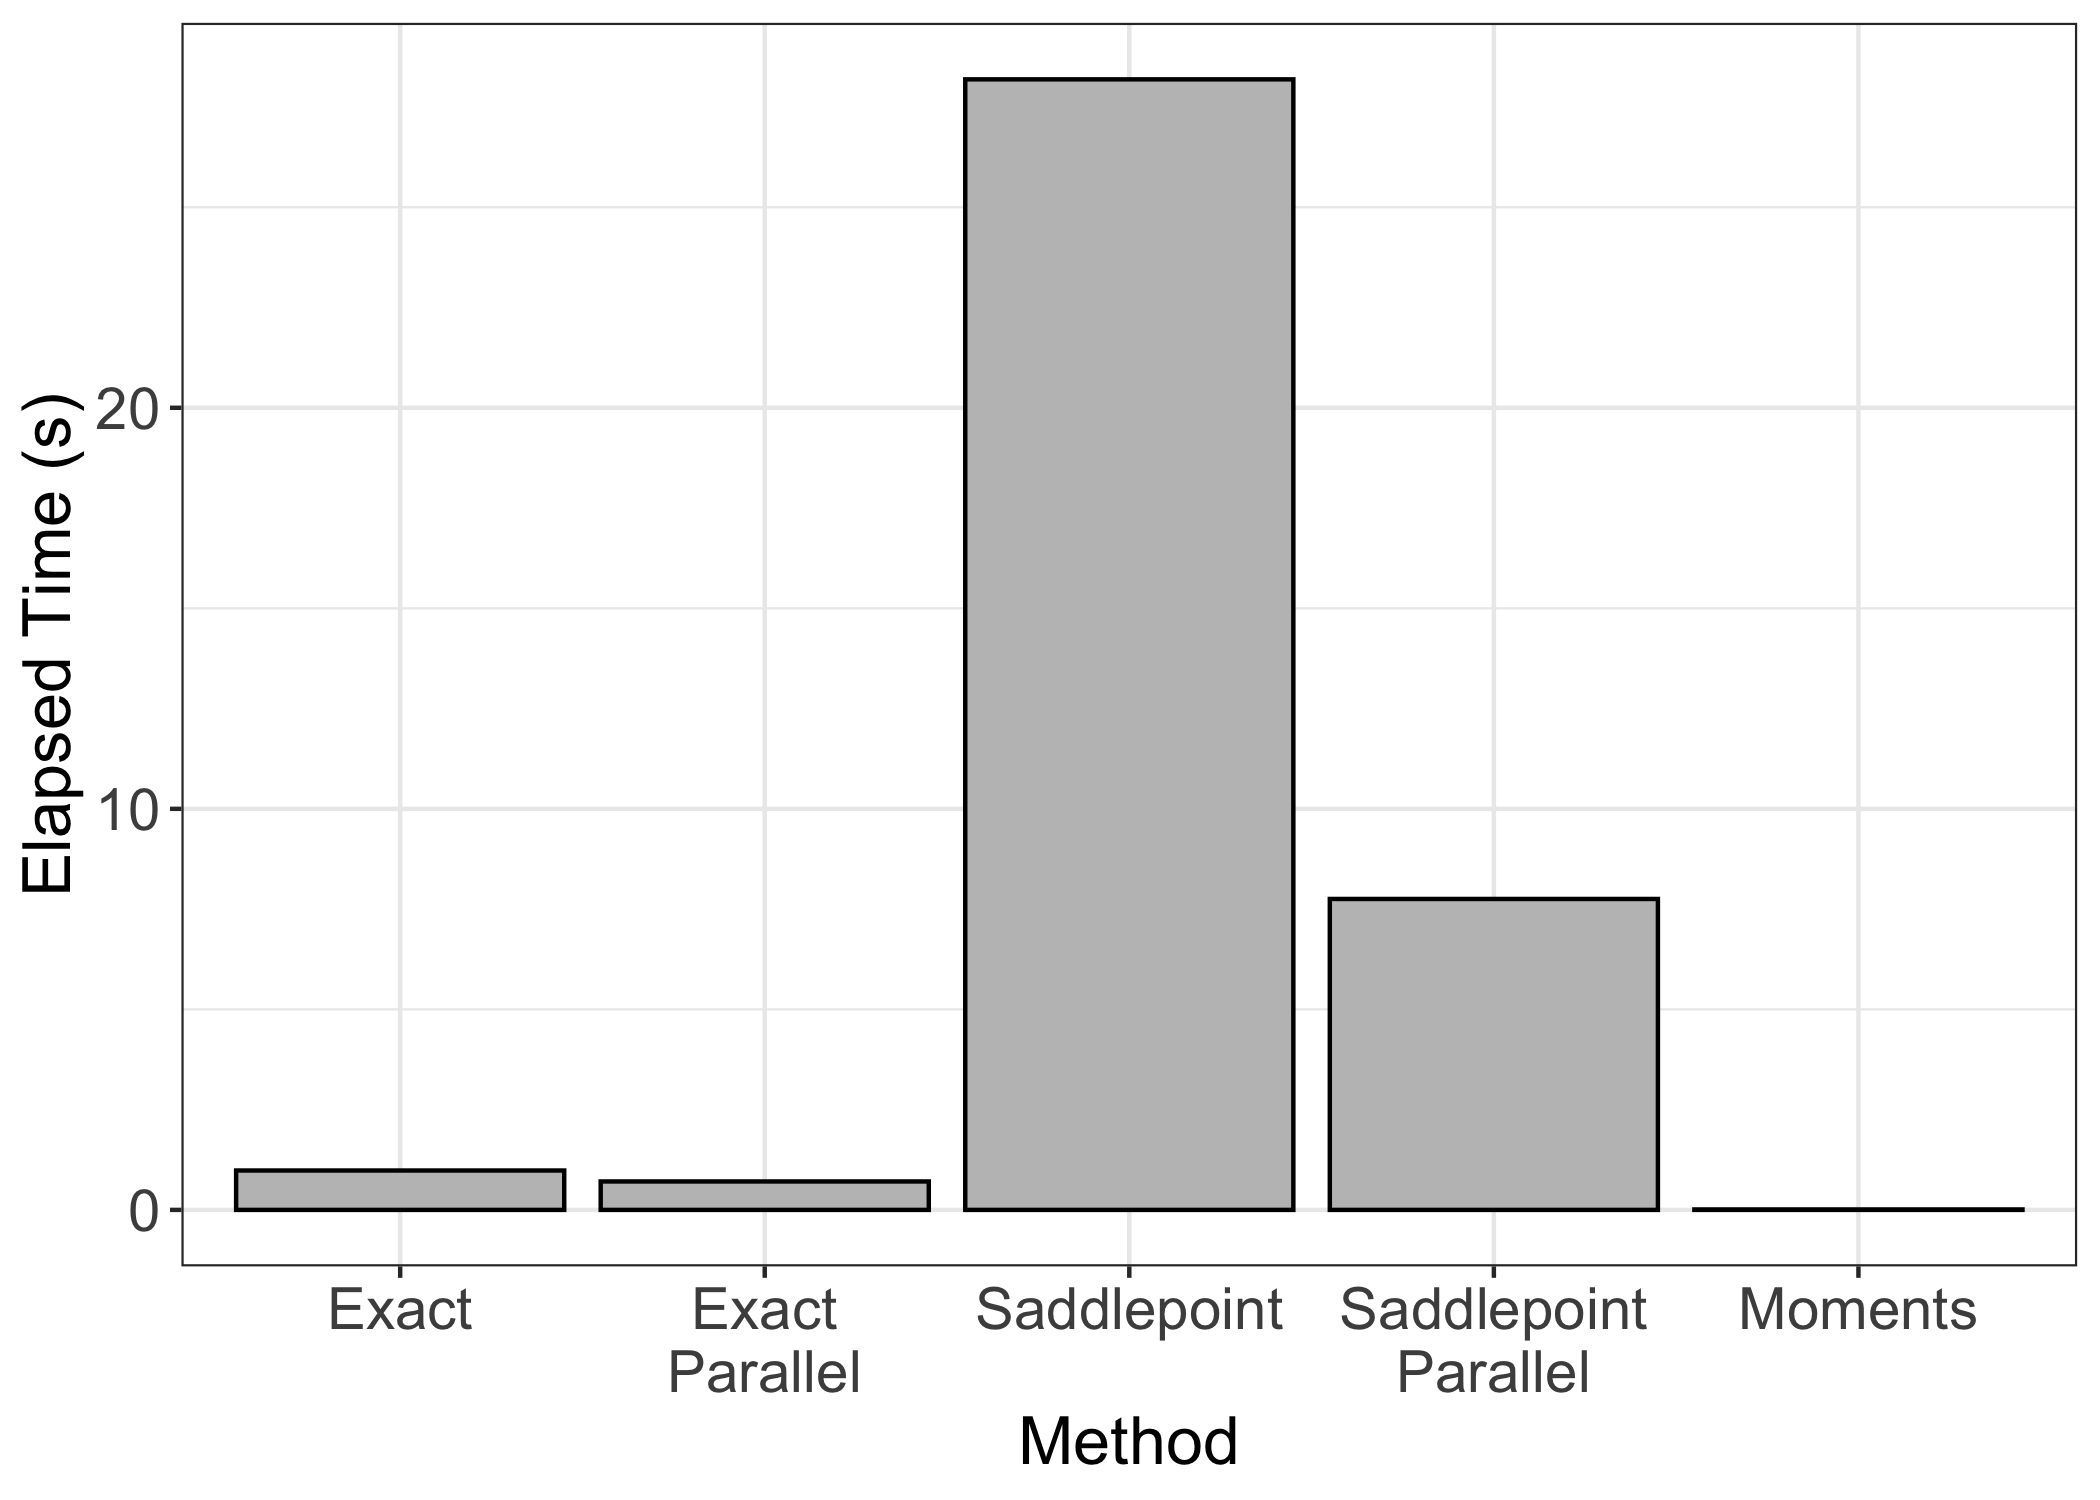 Elapsed Time (s)
20
10
0
Exact
Exact
Parallel
Saddlepoint
Saddlepoint
Parallel
Moments
Method